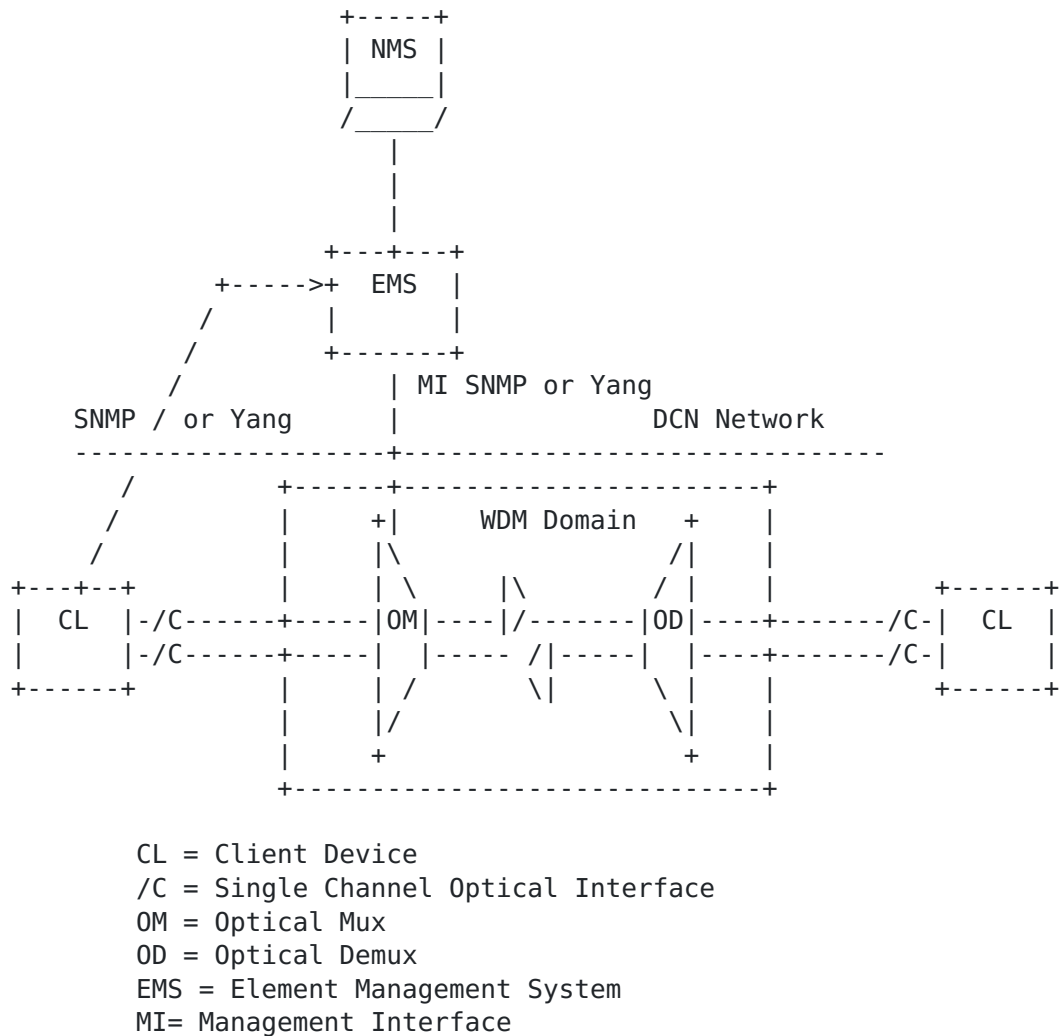 NMS
EMS
MI SNMP or Yang
SNMP / or Yang DCN Network
WDM Domain
CL -/C OM OD /C- CL
-/C /C-
CL = Client Device
/C = Single Channel Optical Interface
OM = Optical Mux
OD = Optical Demux
EMS = Element Management System
MI= Management Interface